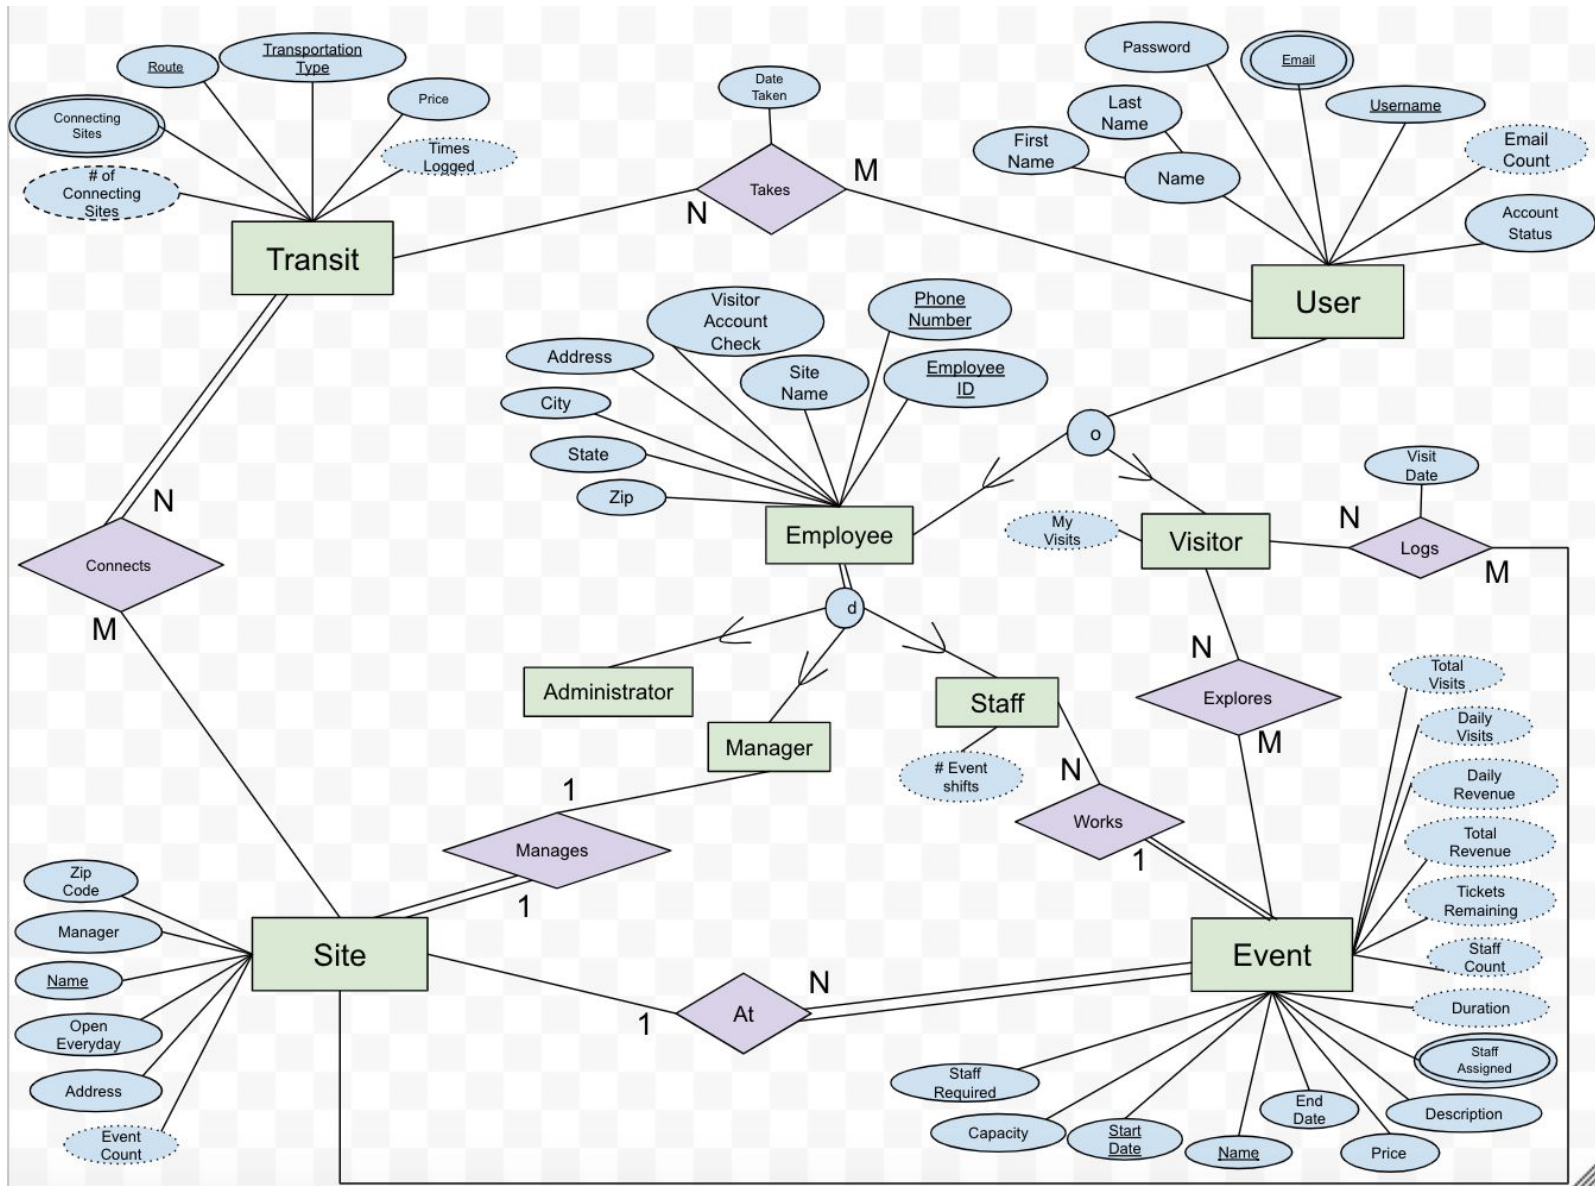 Transportation
Type
Route
Price
Connecting
Sites
Times
Logged
# of
Connecting
Sites
Transit
Date
Taken
Takes
N
M
Password
Email
Username
Last
Name
First
Name
Name
Email
Count
Account
Status
User
Visitor
Account
Check
Phone
Number
Address
Site
Name
Employee
ID
City
State
Zip
Employee
o
My
Visits
Visitor
Visit
Date
N
Logs
M
N
Connects
M
d
Administrator
Manager
Staff
# Event
shifts
N
Explores
M
N
Works
1
1
Manages
1
Total
Visits
Daily
Visits
Daily
Revenue
Total
Revenue
Tickets
Remaining
Staff
Count
Duration
Staff
Assigned
Description
Price
End
Date
Name
Start
Date
Capacity
Staff
Required
Event
N
At
1
Site
Zip
Code
Manager
Name
Open
Everyday
Address
Event
Count